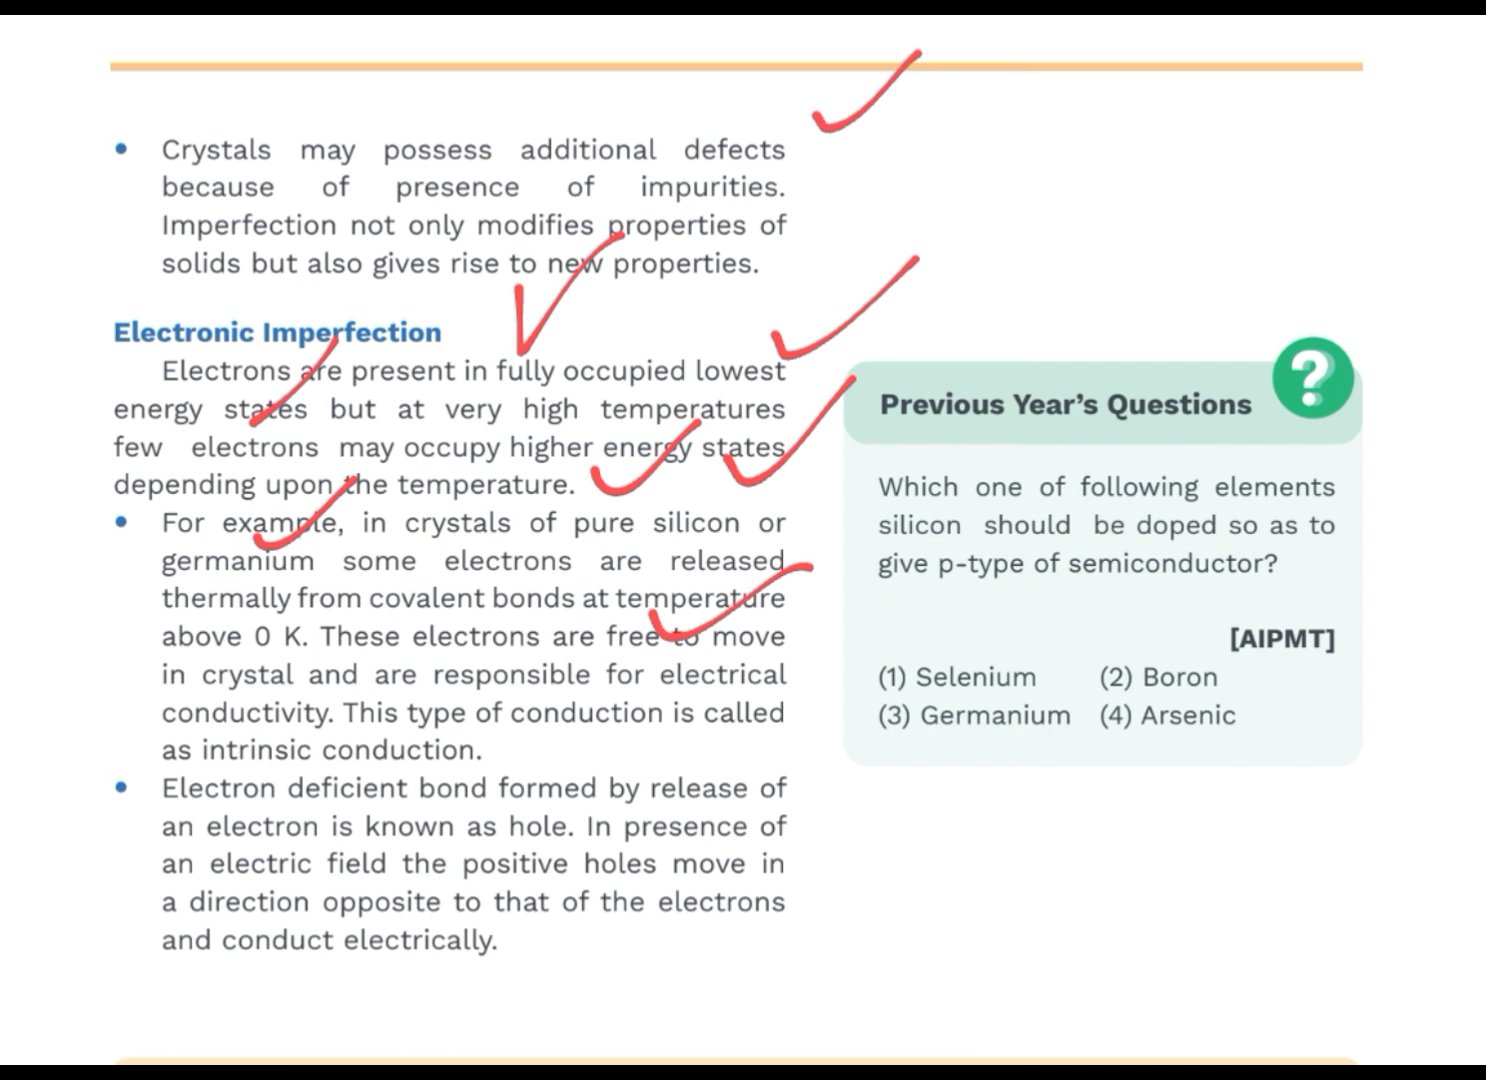 • Crystals may possess additional defects
because of presence of impurities.
Imperfection not only modifies properties of
solids but also gives rise to new properties.
Electronic Imperfection
Electrons are present in fully occupied lowest
energy states but at very high temperatures
few electrons may occupy higher energy states
depending upon the temperature.
• For example, in crystals of pure silicon or
germanium some electrons are released
thermally from covalent bonds at temperature
above 0 K. These electrons are free to move
in crystal and are responsible for electrical
conductivity. This type of conduction is called
as intrinsic conduction.
• Electron deficient bond formed by release of
an electron is known as hole. In presence of
an electric field the positive holes move in
a direction opposite to that of the electrons
and conduct electrically.
?
Previous Year's Questions
Which one of following elements
silicon should be doped so as to
give p-type of semiconductor?
[AIPMT]
(1) Selenium (2) Boron
(3) Germanium (4) Arsenic